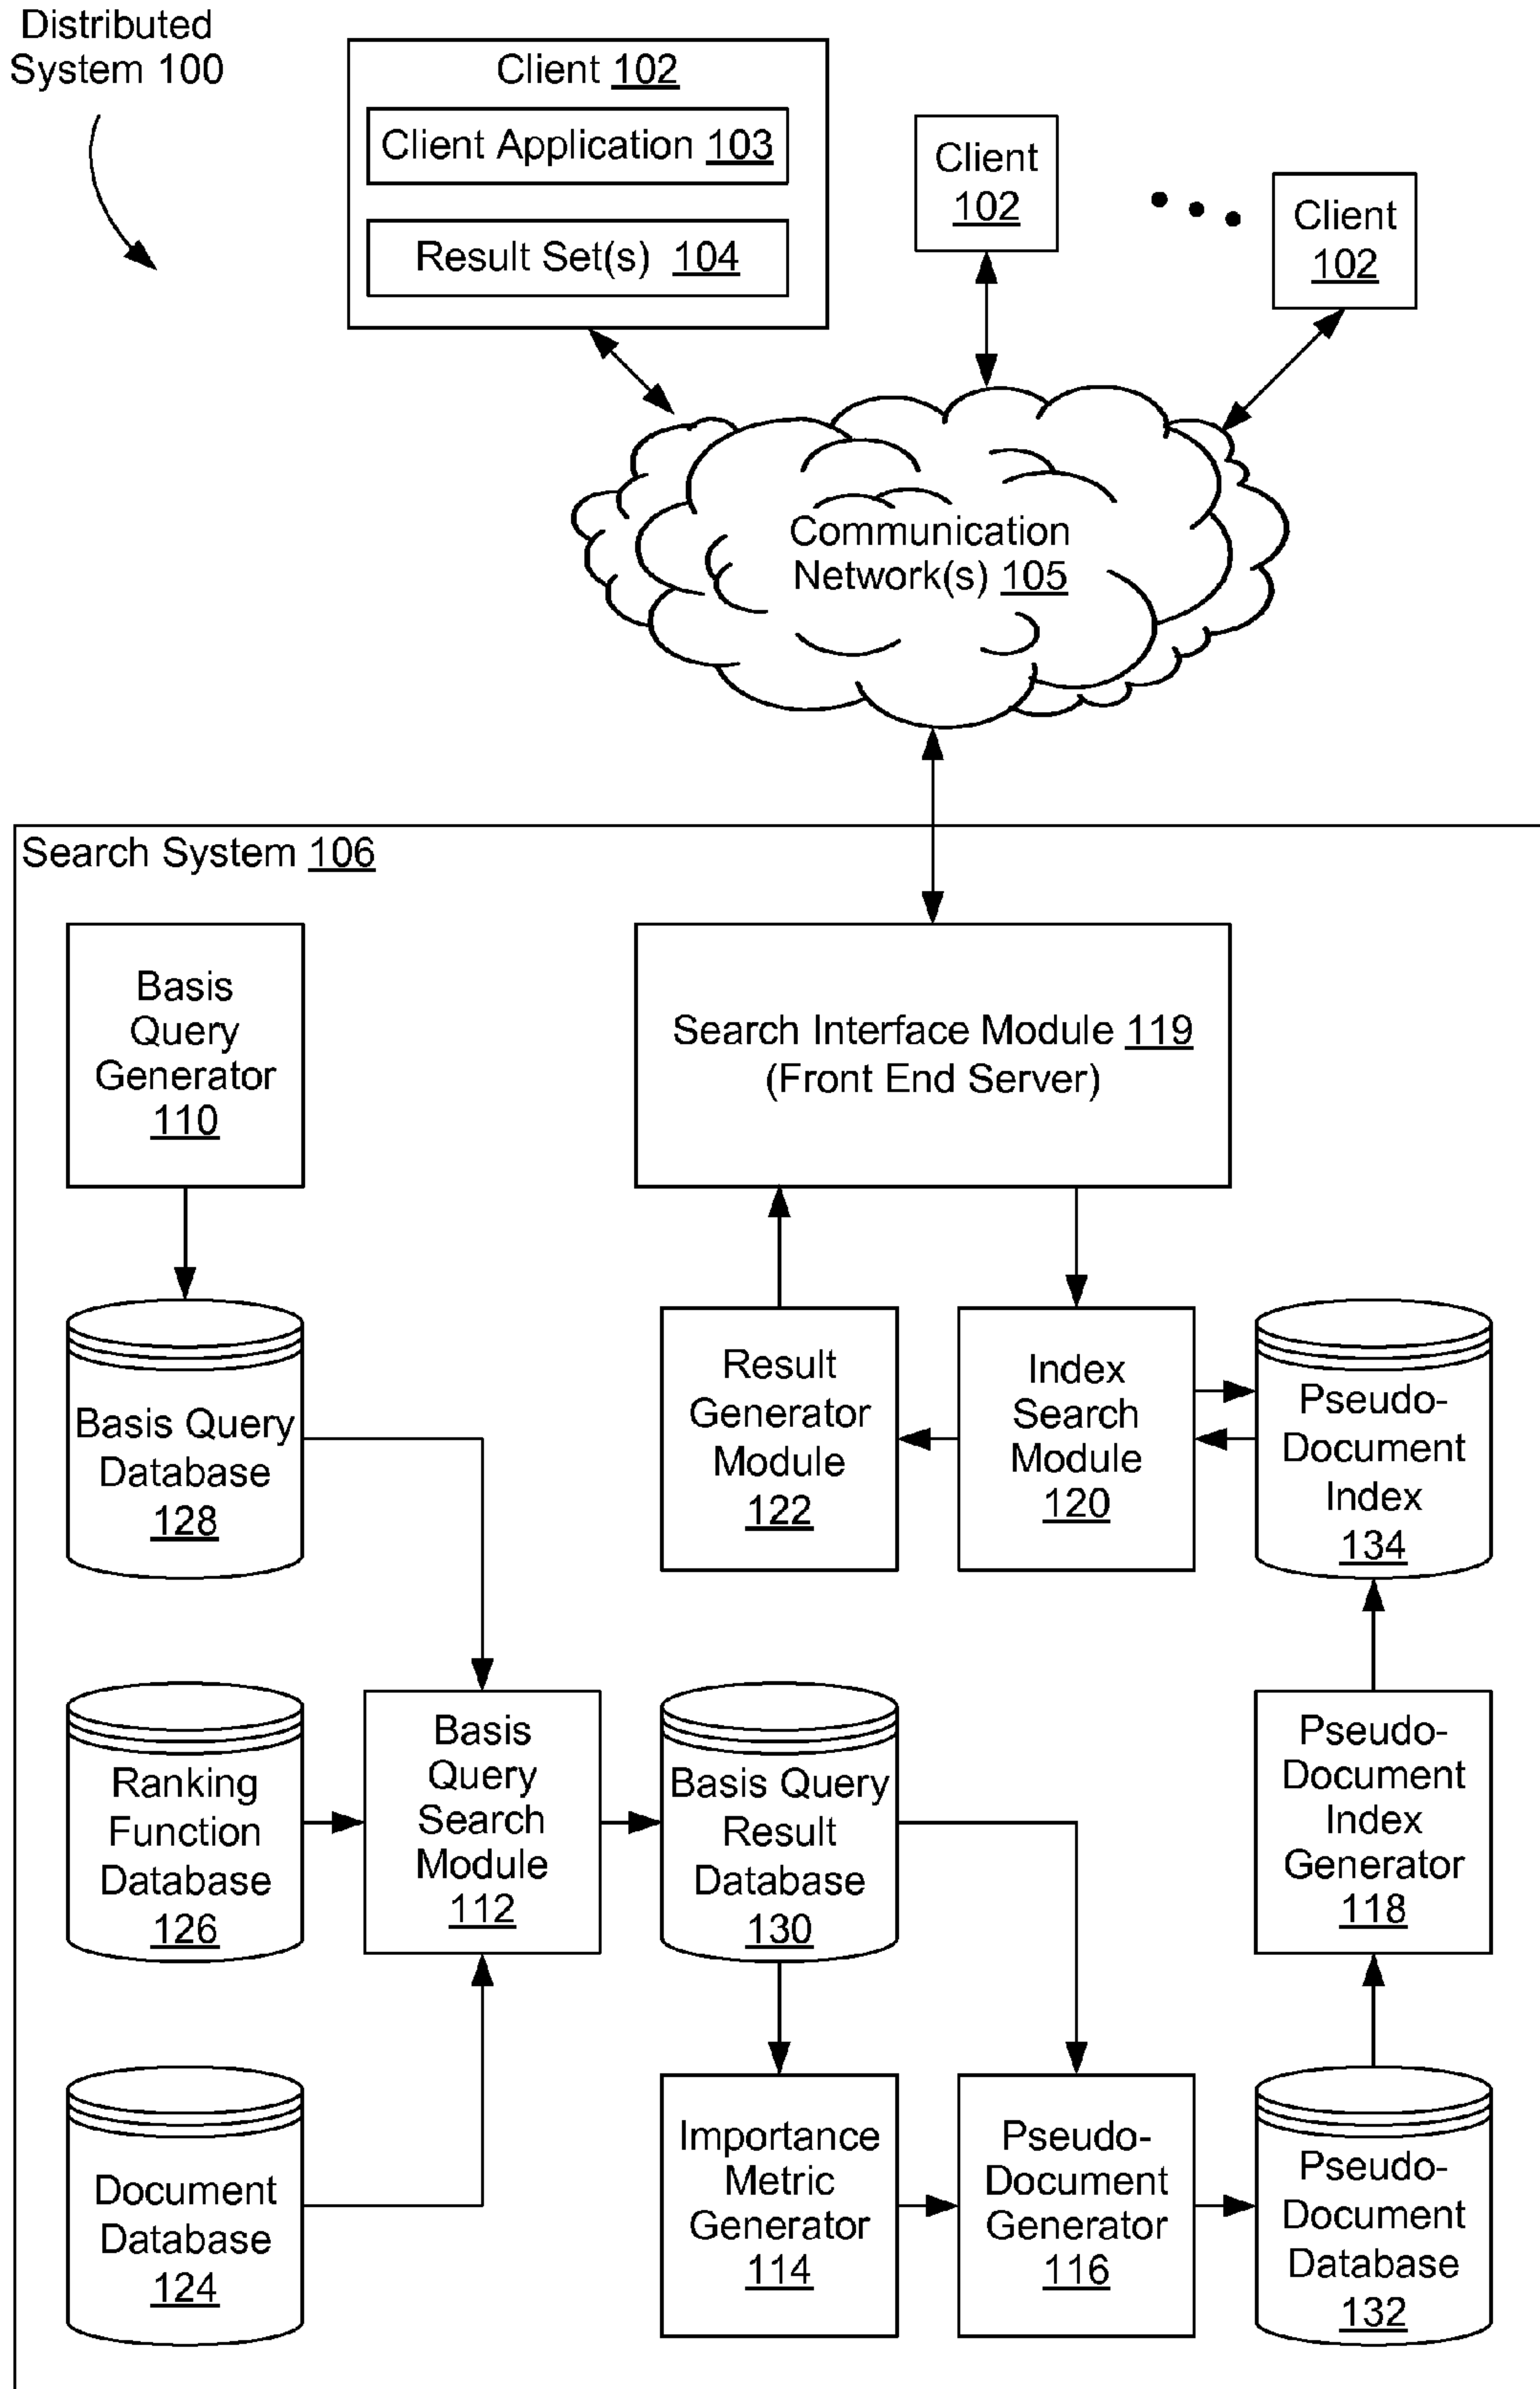 Distributed
System 100
Client 102
Client Application 103
Result Set(s) 104
Client
102
Client
102
Communication
Network(s) 105
Search System 106
Basis
Query
Generator
110
Search Interface Module 119
(Front End Server)
Basis Query
Database
128
Result
Generator
Module
122
Index
Search
Module
120
Pseudo-
Document
Index
134
Ranking
Function
Database
126
Basis
Query
Search
Module
112
Basis Query
Result
Database
130
Pseudo-
Document
Index
Generator
118
Document
Database
124
Importance
Metric
Generator
114
Pseudo-
Document
Generator
116
Pseudo-
Document
Database
132